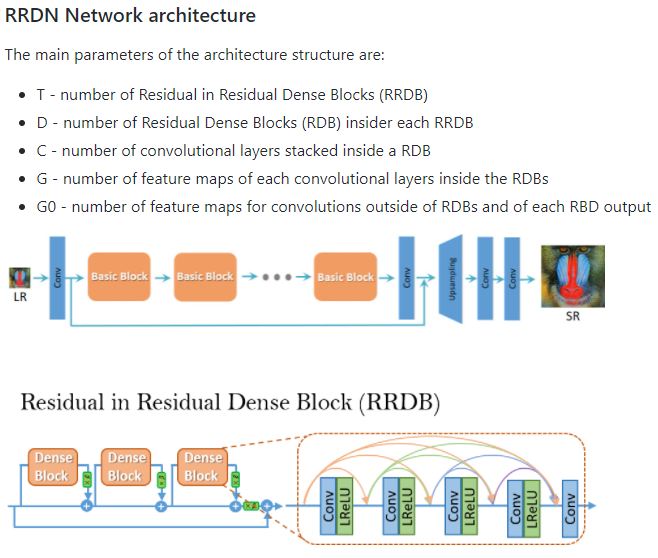 RRDN Network architecture
The main parameters of the architecture structure are:
T - number of Residual in Residual Dense Blocks (RRDB)
D - number of Residual Dense Blocks (RDB) insider each RRDB
C - number of convolutional layers stacked inside a RDB
G - number of feature maps of each convolutional layers inside the RDBs
G0 - number of feature maps for convolutions outside of RDBs and of each RBD output
LR
Conv
Basic Block
Basic Block
Basic Block
Conv
Upsampling
Conv
Conv
SR
Residual in Residual Dense Block (RRDB)
Dense
Block
Dense
Block
Dense
Block
Conv
LReLU
Conv
LReLU
Conv
LReLU
Conv
LReLU
Conv